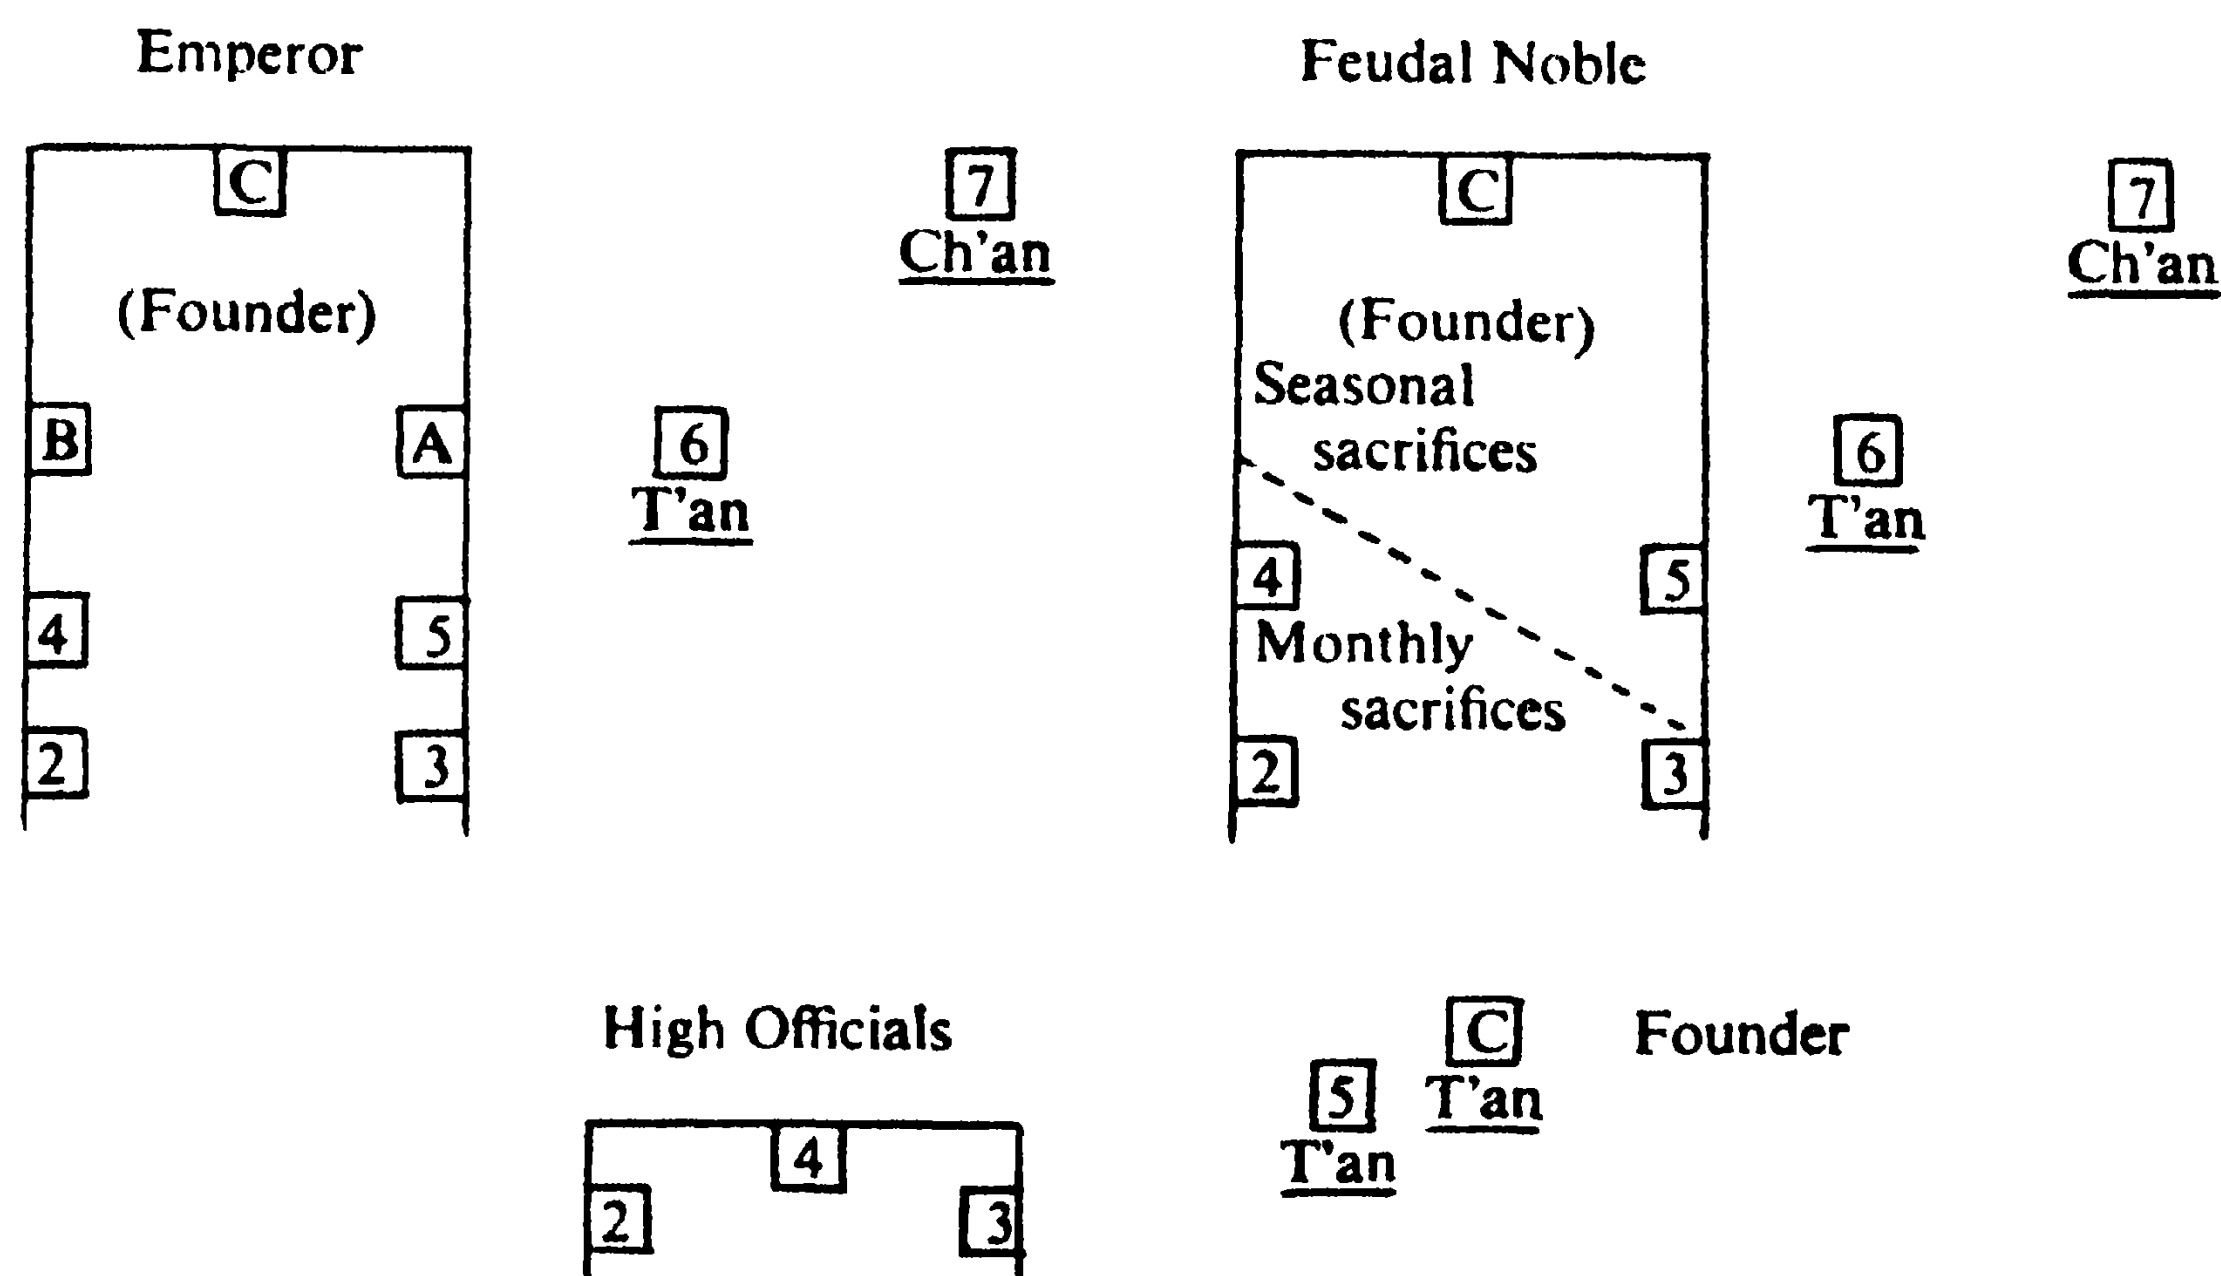 Emperor
C
(Founder)
B
A
4
5
2
3
6
T'an
7
Ch'an
Feudal Noble
C
(Founder)
Seasonal
sacrifices
4
5
Monthly
sacrifices
2
3
6
T'an
7
Ch'an
High Officials
4
2
3
5
T'an
C
T'an
Founder